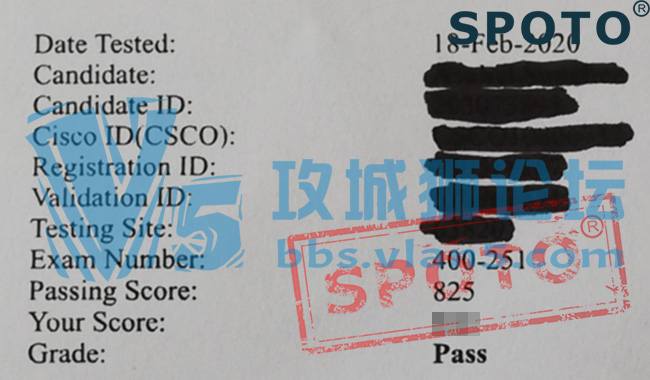 SPOTO®
Date Tested: 18-Feb-2020
Candidate:
Candidate ID:
Cisco ID(CSCO):
Registration ID:
Validation ID:
V5 攻城狮论坛
Testing Site:
bbs.vlan5.com
SPOTO®
Exam Number: 400-251
Passing Score: 825
Your Score:
Grade: Pass